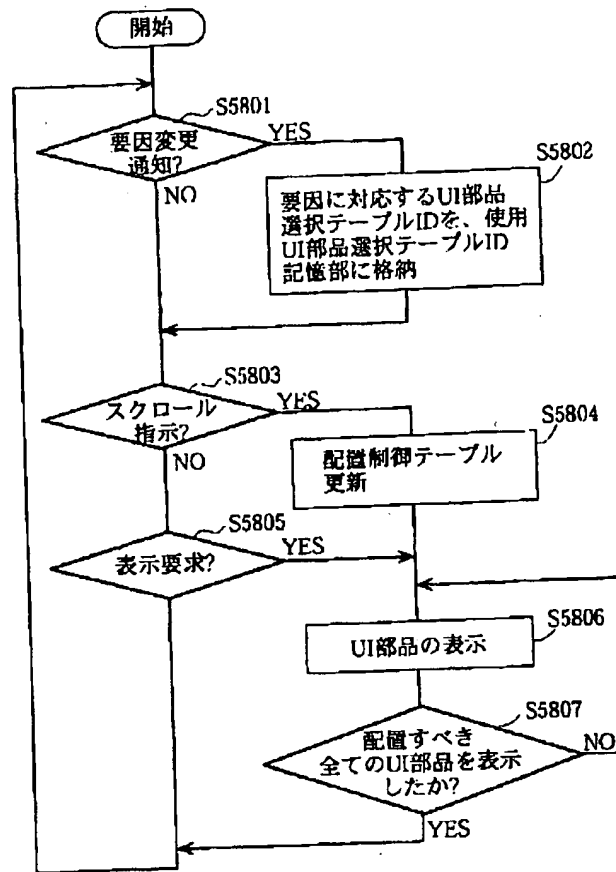 開始
S5801
要因変更
通知?
YES
NO
S5802
要因に対応するUI部品
選択テーブルIDを、使用
UI部品選択テーブルID
記憶部に格納
S5803
スクロール
指示?
YES
NO
S5804
配置制御テーブル
更新
S5805
表示要求?
YES
S5806
UI部品の表示
S5807
配置すべき
全てのUI部品を表示
したか?
NO
YES